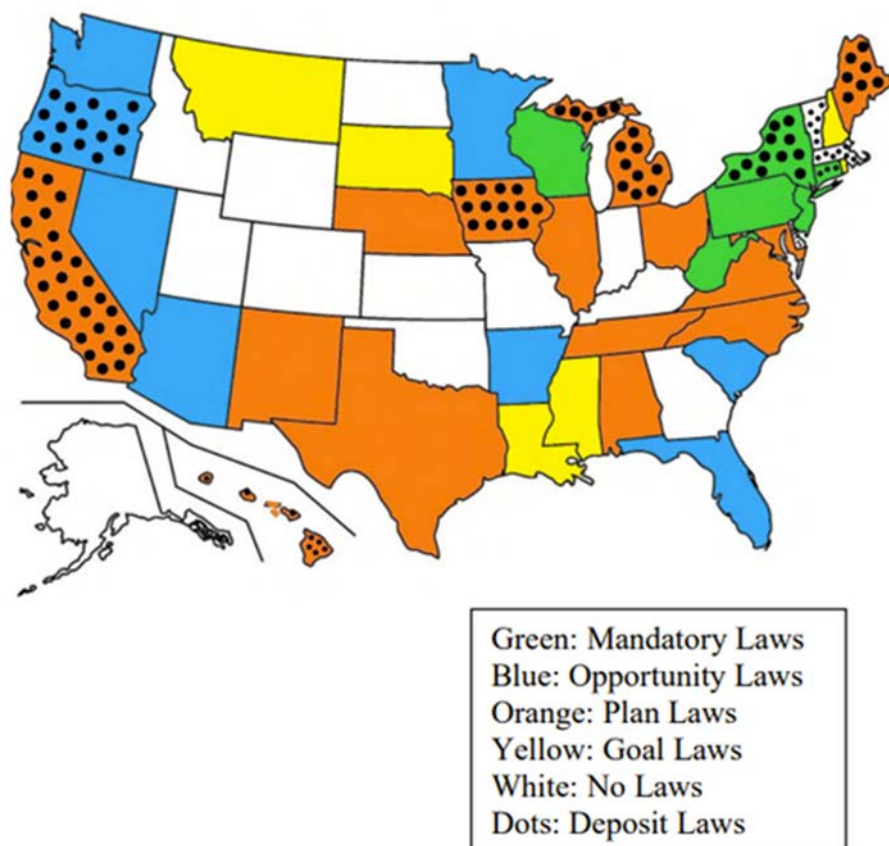 Green: Mandatory Laws
Blue: Opportunity Laws
Orange: Plan Laws
Yellow: Goal Laws
White: No Laws
Dots: Deposit Laws